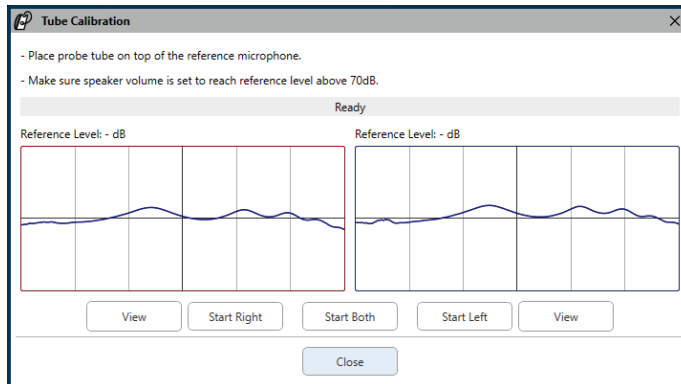 Tube Calibration
- Place probe tube on top of the reference microphone.
- Make sure speaker volume is set to reach reference level above 70dB.
Ready
Reference Level: - dB
Reference Level: - dB
View
Start Right
Start Both
Start Left
View
Close